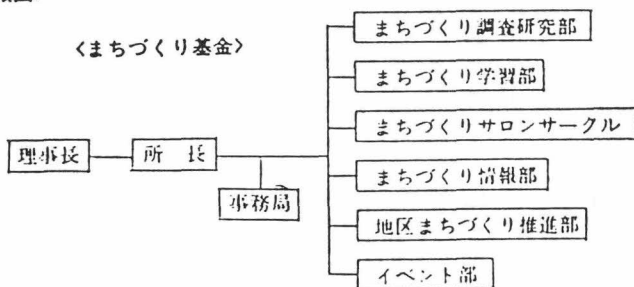 〈まちづくり基金〉
まちづくり調査研究部
まちづくり学習部
まちづくりサロンサークル
理事長
所 長
まちづくり情報部
事務局
地区まちづくり推進部
イベント部